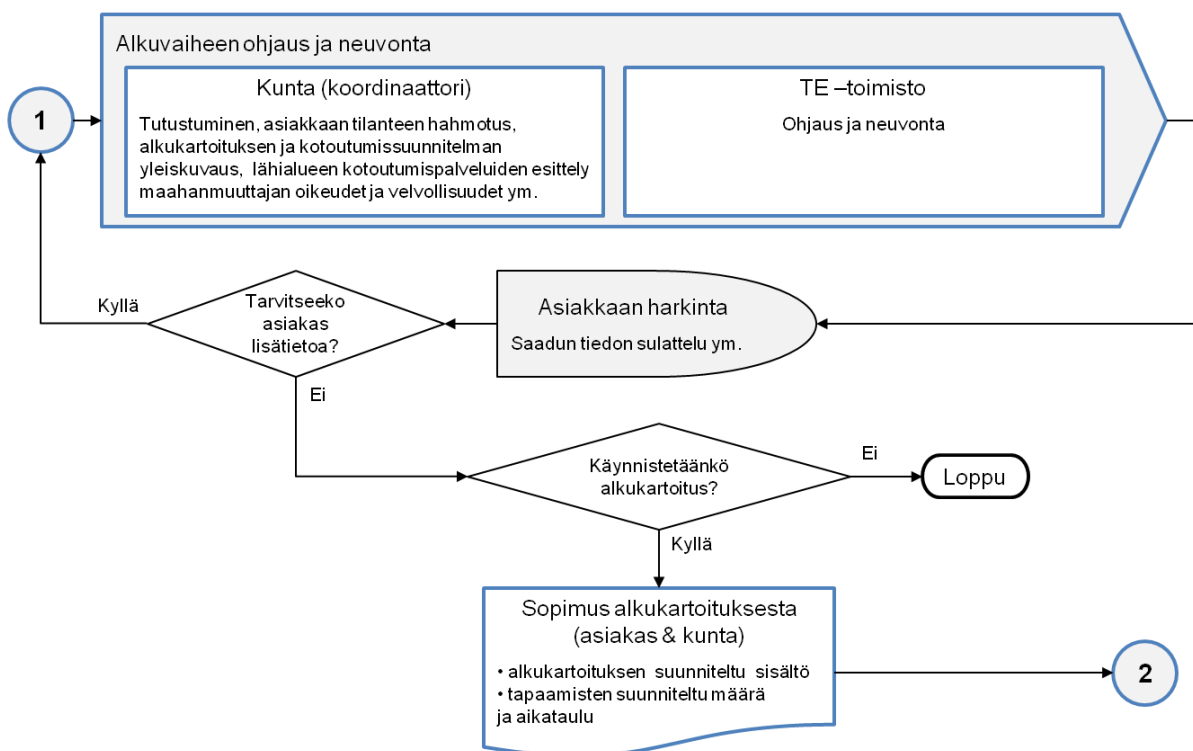 Alkuvaiheen ohjaus ja neuvonta
1
Kunta (koordinaattori)
Tutustuminen, asiakkaan tilanteen hahmotus,
alkukartoituksen ja kotoutumissuunnitelman
yleiskuvaus, lähialueen kotoutumispalveluiden esittely
maahanmuuttajan oikeudet ja velvollisuudet ym.
TE –toimisto
Ohjaus ja neuvonta
Kyllä
Tarvitseeko
asiakas
lisätietoa?
Asiakkaan harkinta
Saadun tiedon sulattelu ym.
Ei
Käynnistetäänkö
alkukartoitus?
Ei
Loppu
Kyllä
Sopimus alkukartoituksesta
(asiakas & kunta)
• alkukartoituksen suunniteltu sisältö
• tapaamisten suunniteltu määrä
ja aikataulu
2